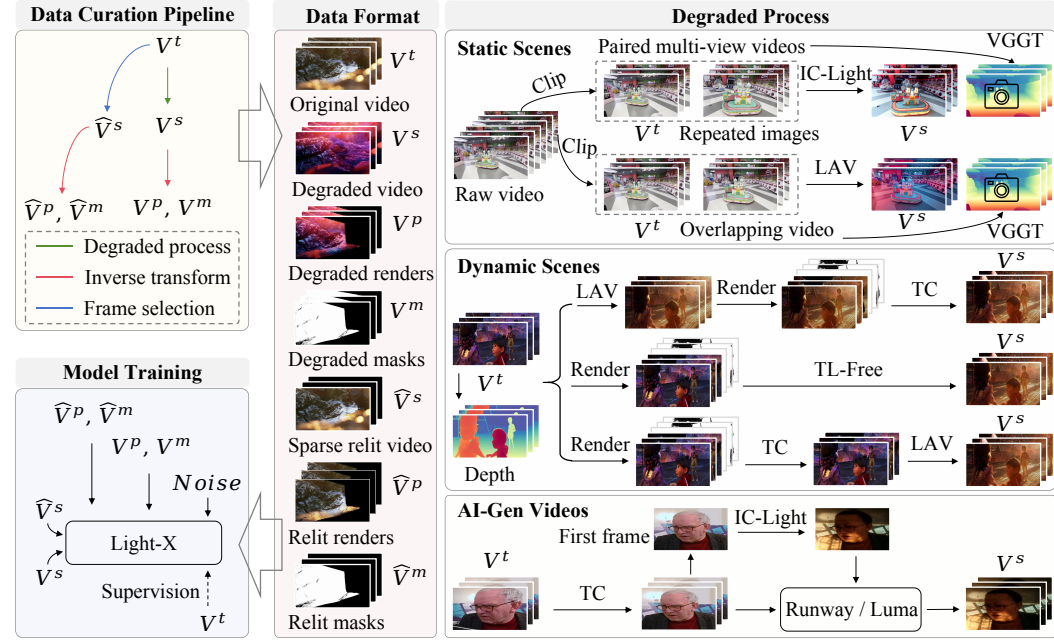 Data Curation Pipeline
V^t
V̂^s
V^s
V̂^p, V̂^m
V^p, V^m
Degraded process
Inverse transform
Frame selection
Model Training
V̂^p, V̂^m
V^p, V^m
Noise
V̂^s
Light-X
V^s
Supervision
V^t
Data Format
V^t
Original video
V^s
Degraded video
V^p
Degraded renders
V^m
Degraded masks
V̂^s
Sparse relit video
V̂^p
Relit renders
V̂^m
Relit masks
Degraded Process
Static Scenes
Paired multi-view videos
VGGT
Clip
IC-Light
V^t
Repeated images
V^s
Clip
Raw video
LAV
V^t
Overlapping video
V^s
VGGT
Dynamic Scenes
V^s
LAV
Render
TC
V^s
V^t
Render
TL-Free
V^s
Render
TC
LAV
Depth
AI-Gen Videos
First frame
IC-Light
V^t
V^s
TC
Runway / Luma